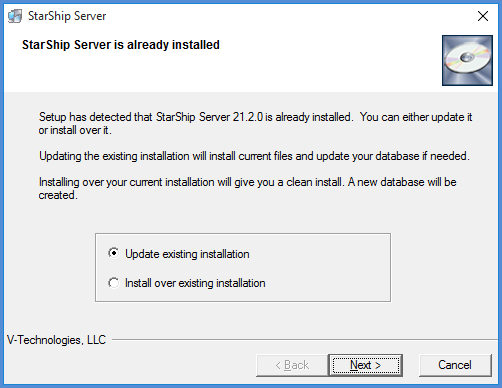 StarShip Server
StarShip Server is already installed
Setup has detected that StarShip Server 21.2.0 is already installed. You can either update it
or install over it.
Updating the existing installation will install current files and update your database if needed.
Installing over your current installation will give you a clean install. A new database will be
created.
Update existing installation
Install over existing installation
V-Technologies, LLC
< Back
Next >
Cancel